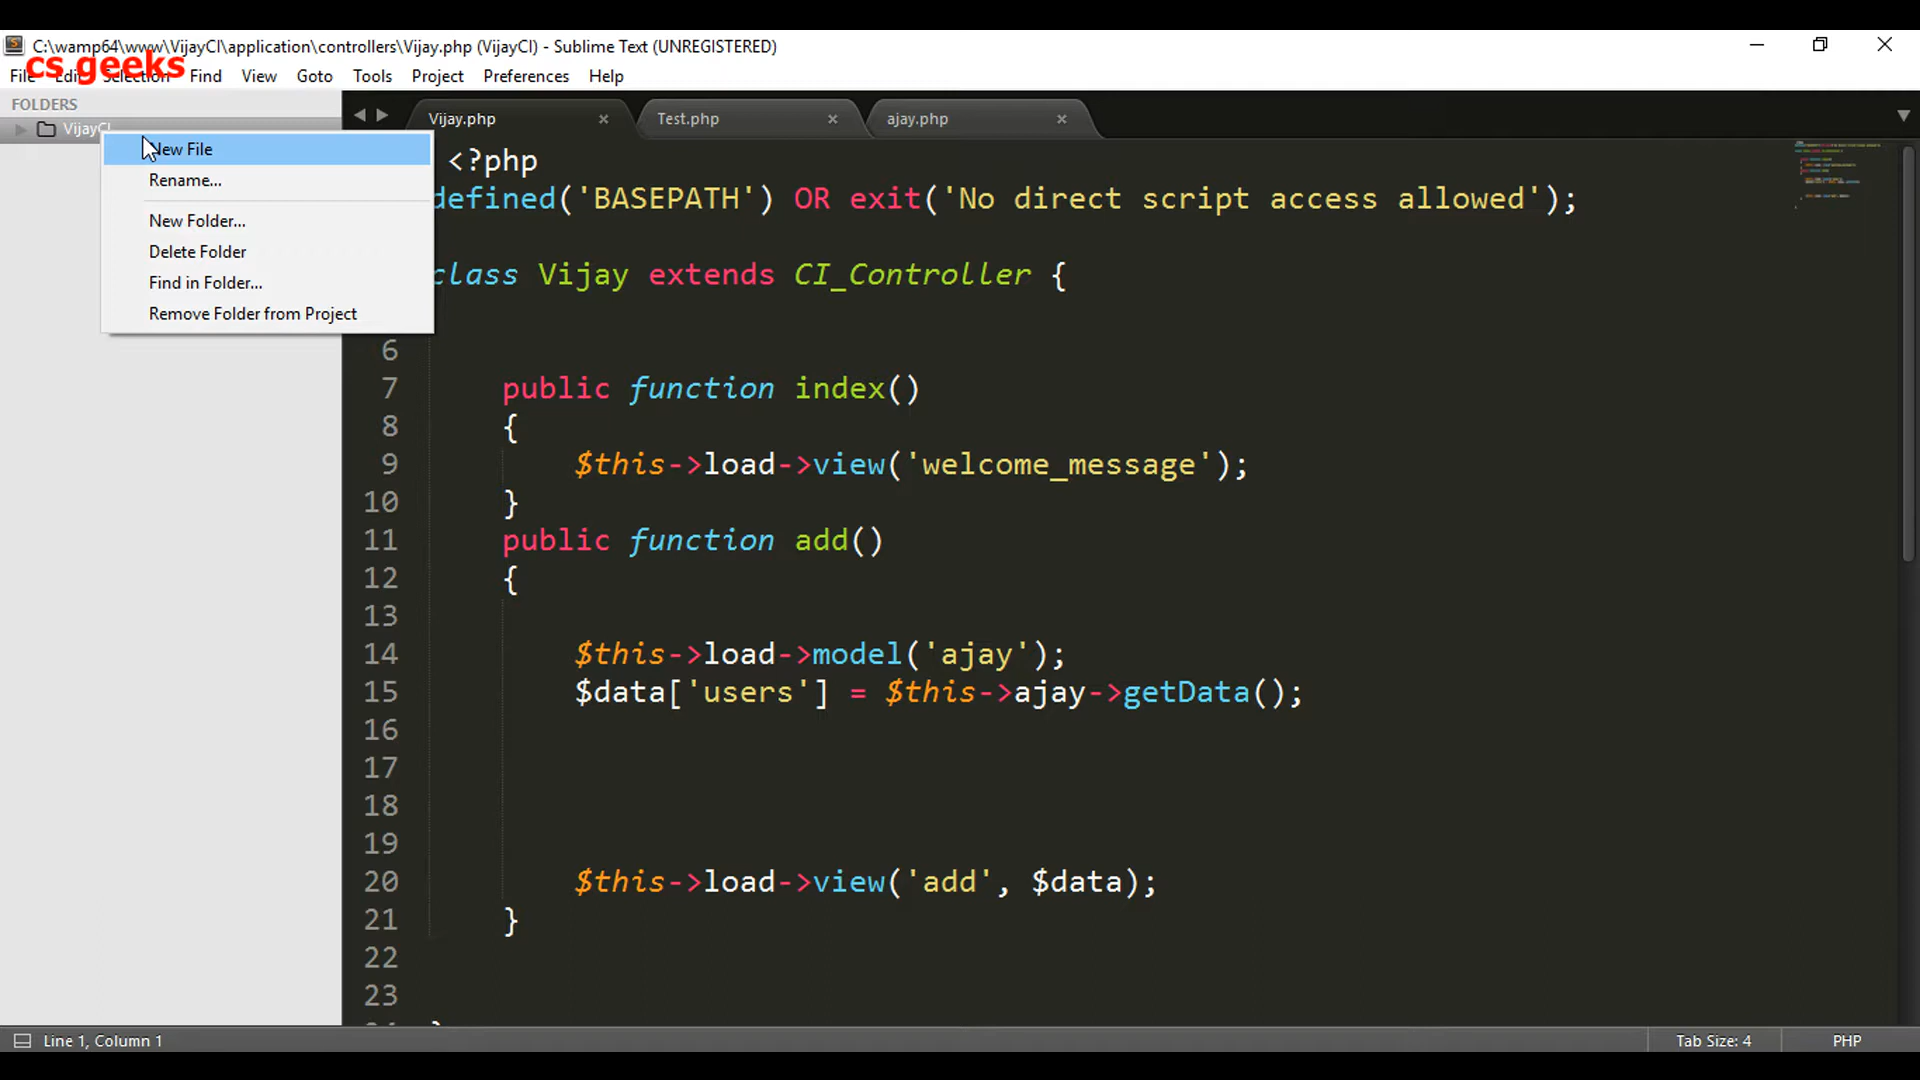 C:\wamp64\www\VijayCI\application\controllers\Vijay.php (VijayCI) - Sublime Text (UNREGISTERED)
cs geeks
File Edit Selection Find View Goto Tools Project Preferences Help
FOLDERS
VijayCI
Vijay.php Test.php ajay.php
New File
Rename...
New Folder...
Delete Folder
Find in Folder...
Remove Folder from Project
<?php
defined('BASEPATH') OR exit('No direct script access allowed');
class Vijay extends CI_Controller {
6
7 public function index()
8 {
9 $this->load->view('welcome_message');
10 }
11 public function add()
12 {
13
14 $this->load->model('ajay');
15 $data['users'] = $this->ajay->getData();
16
17
18
19
20 $this->load->view('add', $data);
21 }
22
23
Line 1, Column 1 Tab Size: 4 PHP